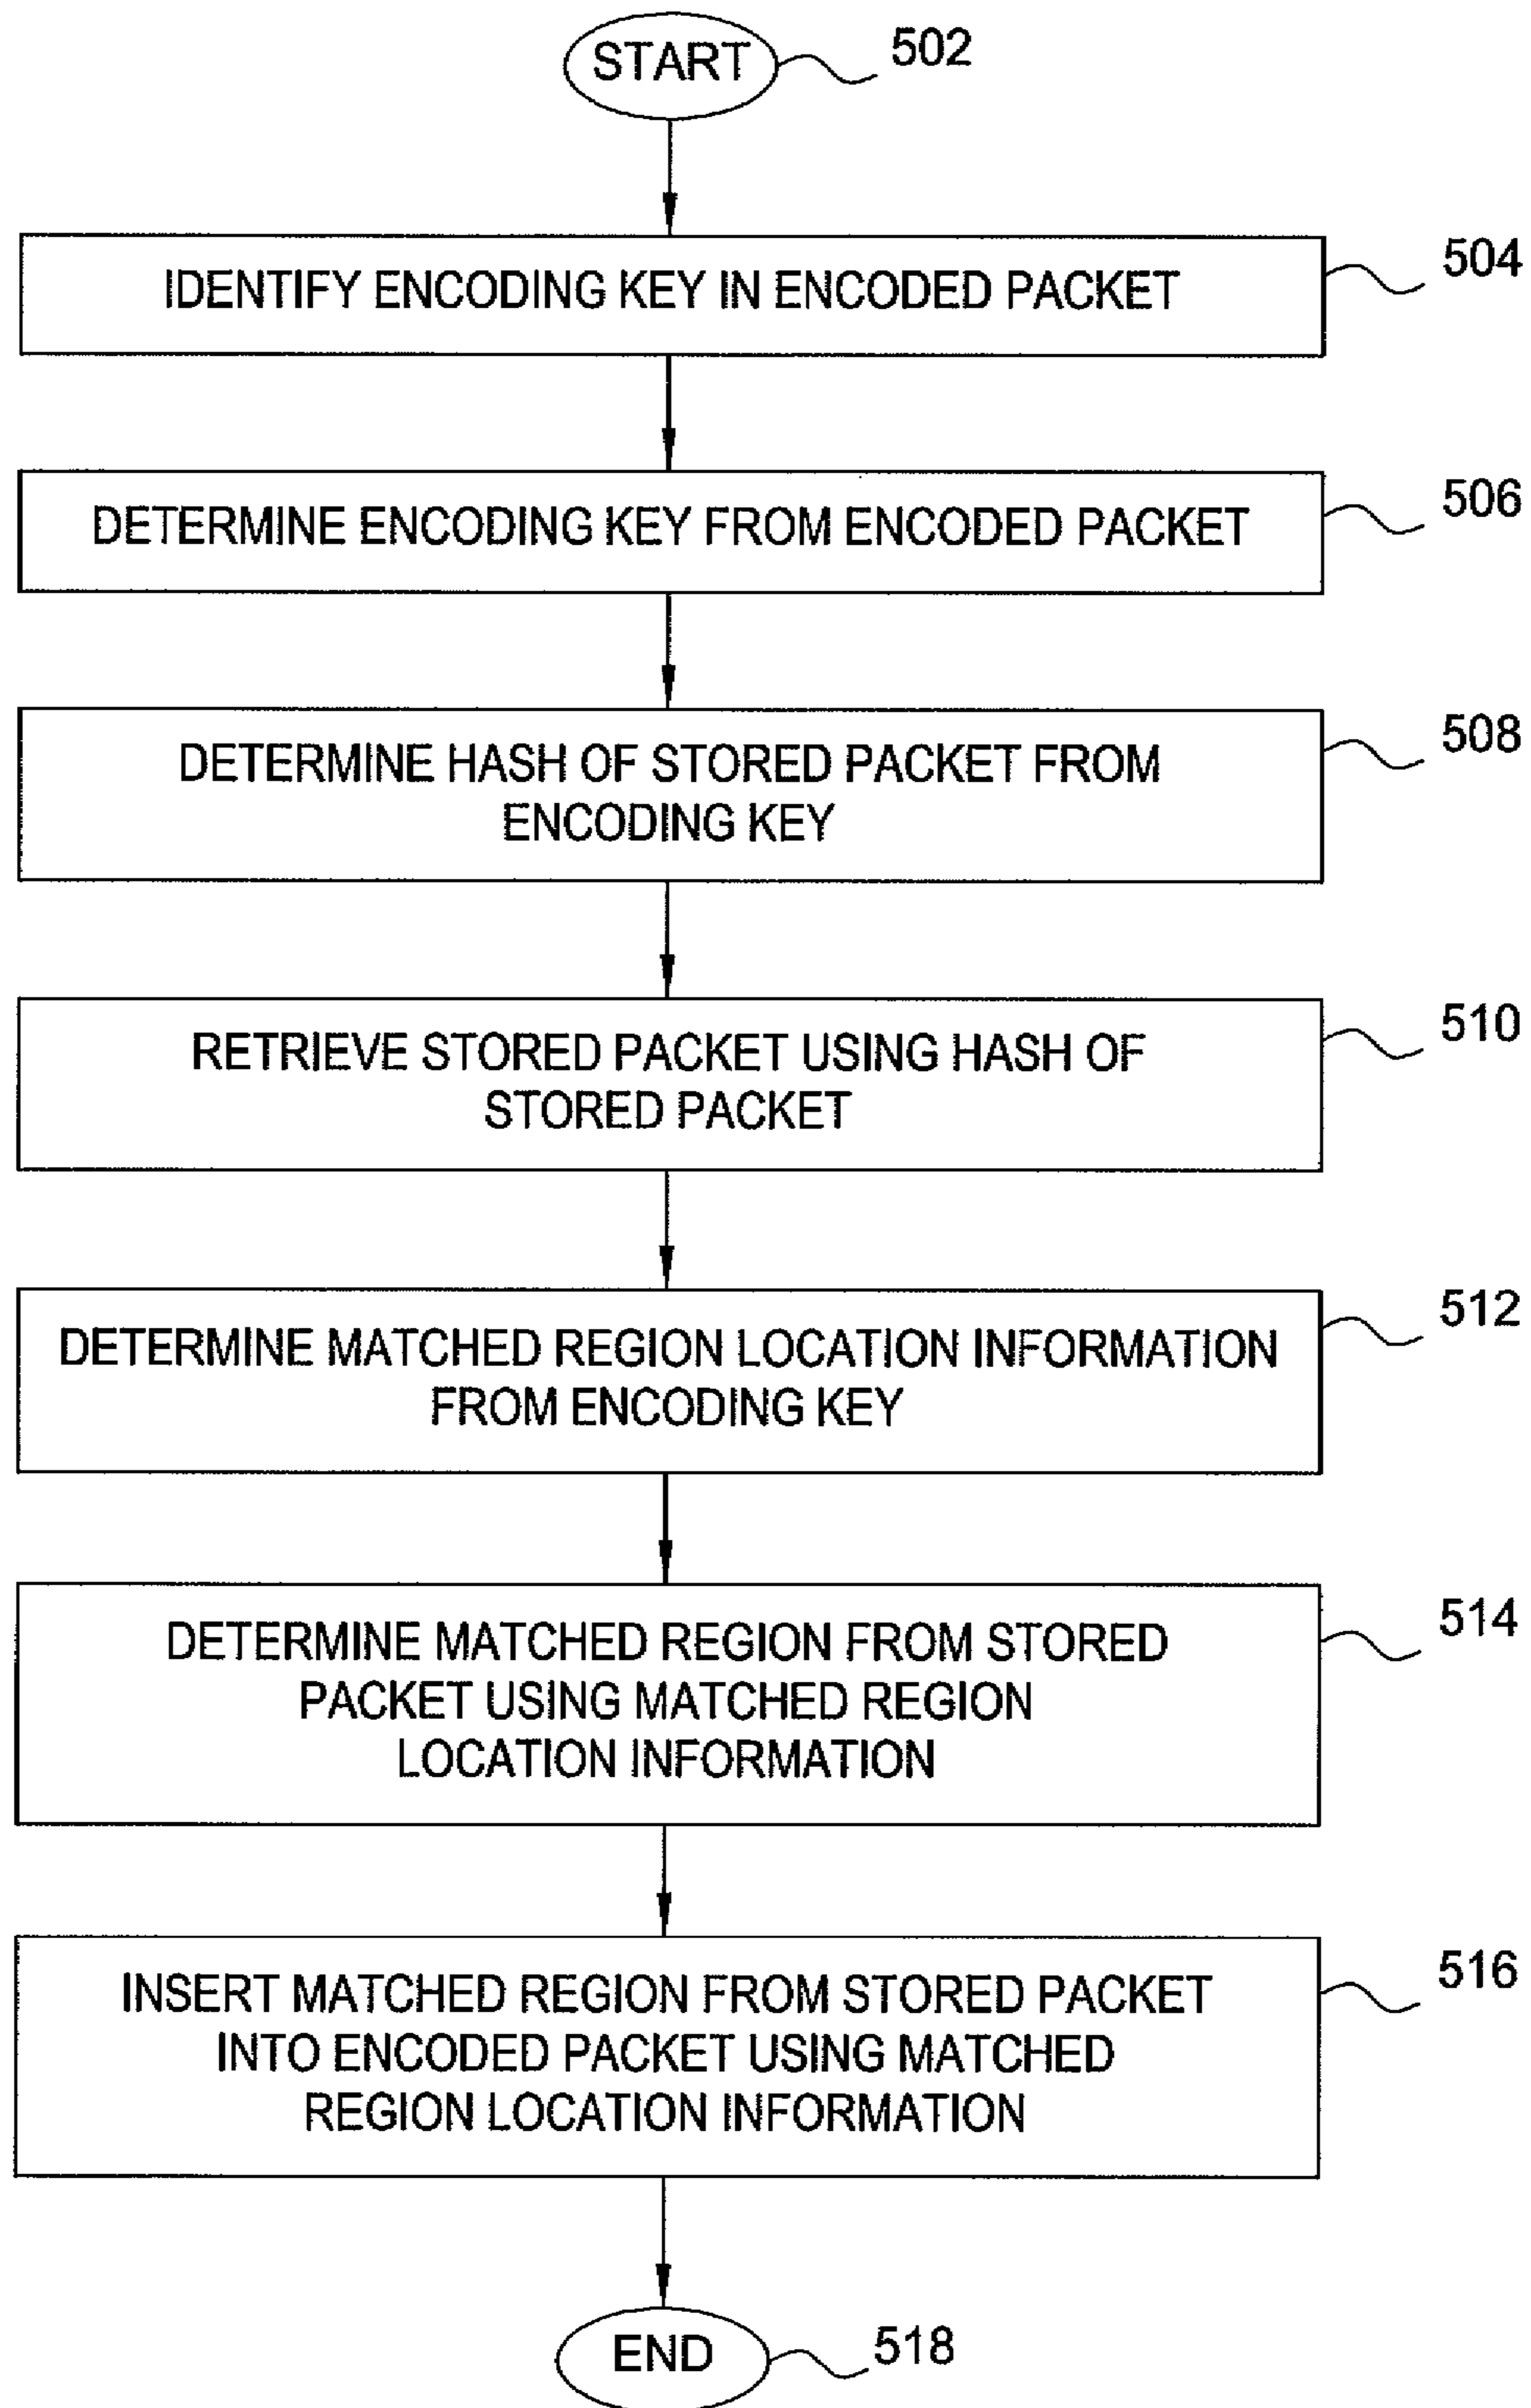 START
502
IDENTIFY ENCODING KEY IN ENCODED PACKET
504
DETERMINE ENCODING KEY FROM ENCODED PACKET
506
DETERMINE HASH OF STORED PACKET FROM
ENCODING KEY
508
RETRIEVE STORED PACKET USING HASH OF
STORED PACKET
510
DETERMINE MATCHED REGION LOCATION INFORMATION
FROM ENCODING KEY
512
DETERMINE MATCHED REGION FROM STORED
PACKET USING MATCHED REGION
LOCATION INFORMATION
514
INSERT MATCHED REGION FROM STORED PACKET
INTO ENCODED PACKET USING MATCHED
REGION LOCATION INFORMATION
516
END
518